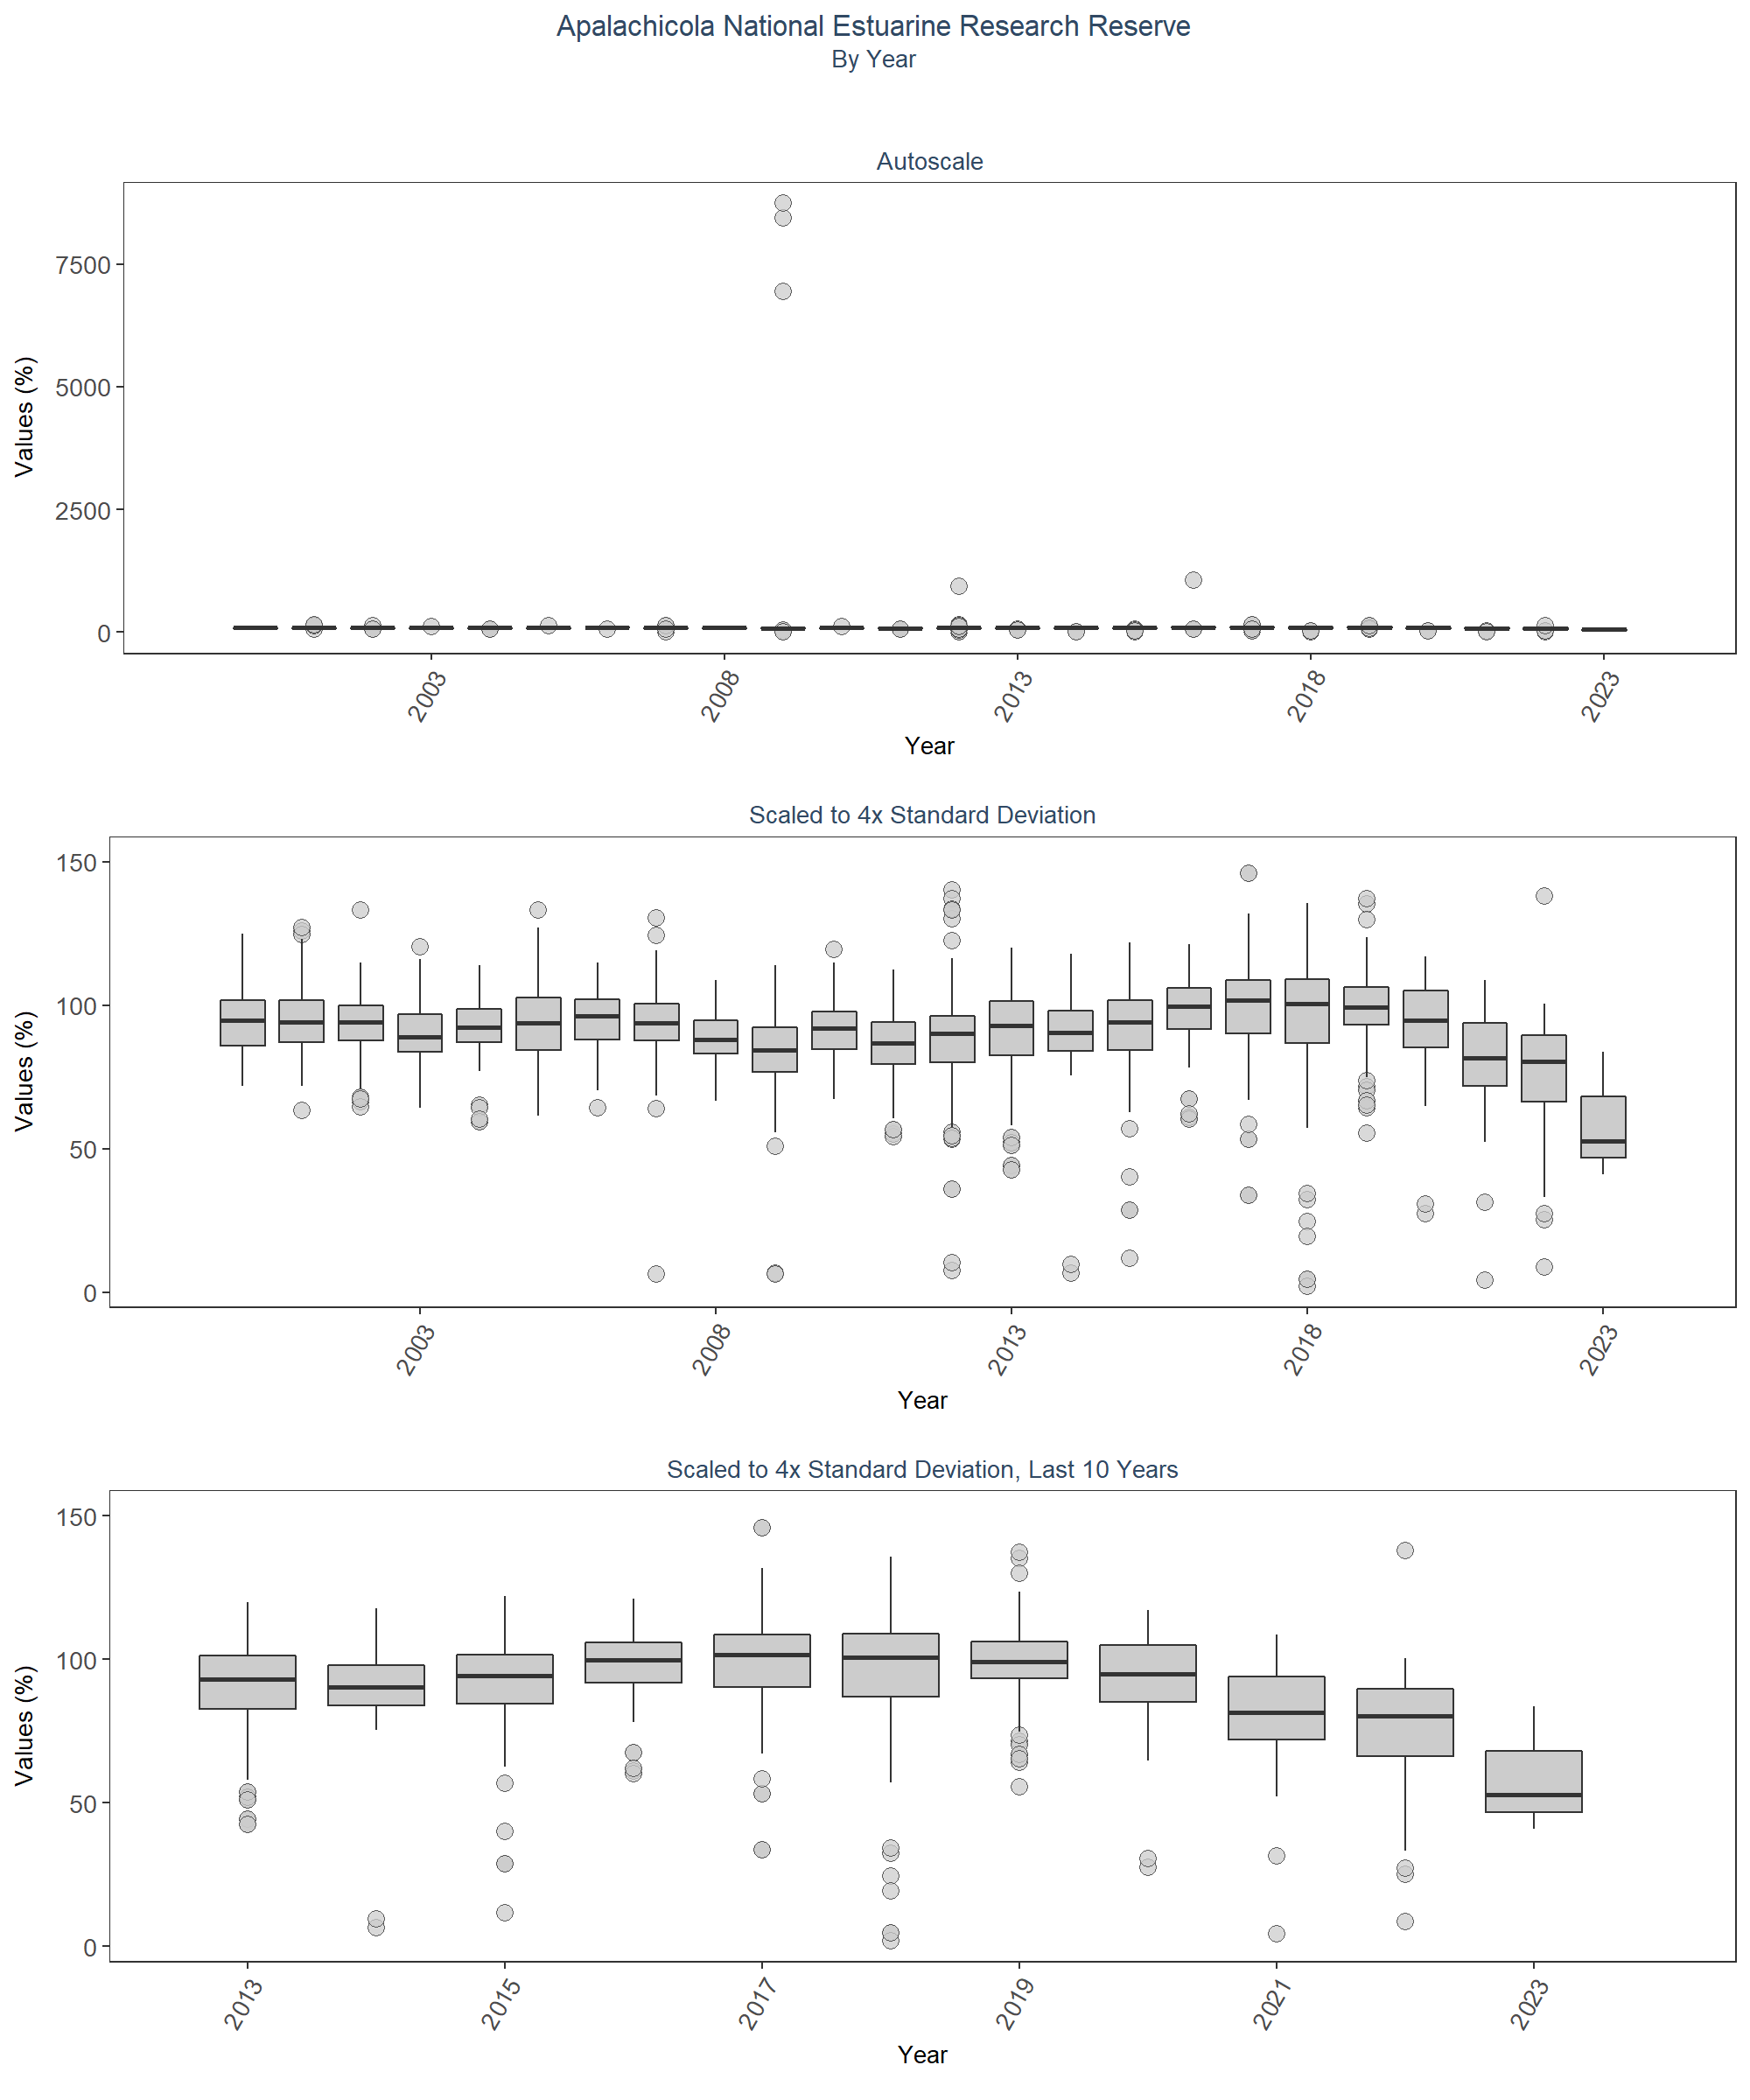 Apalachicola National Estuarine Research Reserve
By Year
Autoscale
Values (%)
7500
5000
2500
0
2003
2008
2013
2018
2023
Year
Scaled to 4x Standard Deviation
Values (%)
150
100
50
0
2003
2008
2013
2018
2023
Year
Scaled to 4x Standard Deviation, Last 10 Years
Values (%)
150
100
50
0
2013
2015
2017
2019
2021
2023
Year